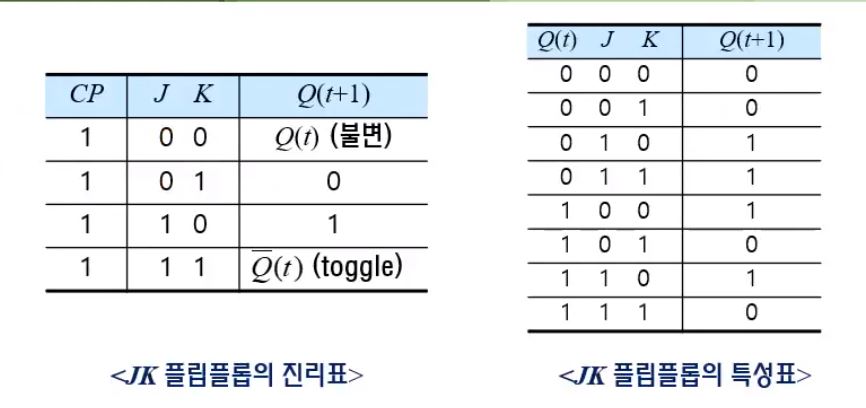 CP J K Q(t+1)
1 0 0 Q(t) (불변)
1 0 1 0
1 1 0 1
1 1 1 Q̅(t) (toggle)
<JK 플립플롭의 진리표>
Q(t) J K Q(t+1)
0 0 0 0
0 0 1 0
0 1 0 1
0 1 1 1
1 0 0 1
1 0 1 0
1 1 0 1
1 1 1 0
<JK 플립플롭의 특성표>